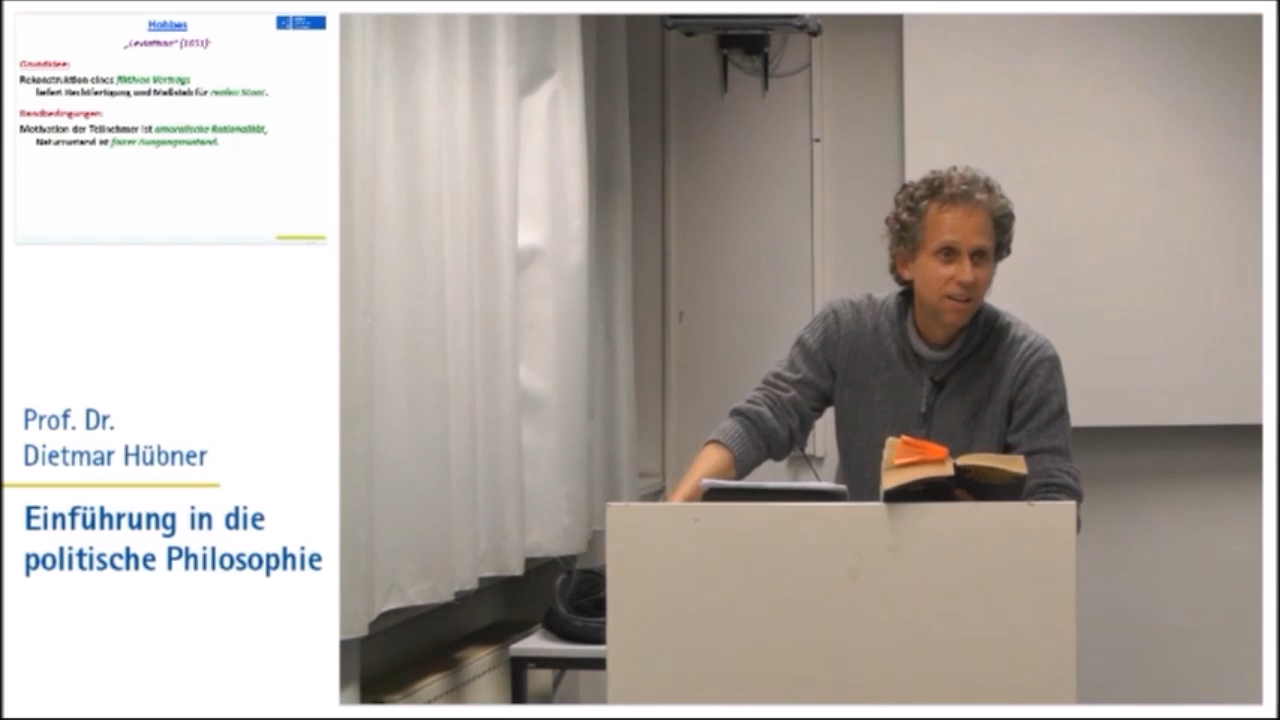 Hobbes
„Leviathan" (1651):
Grundidee:
Rekonstruktion eines fiktiven Vertrags
liefert Rechtfertigung und Maßstab für realen Staat.
Randbedingungen:
Motivation der Teilnehmer ist amoralische Rationalität,
Naturzustand ist fairer Ausgangszustand.
Prof. Dr.
Dietmar Hübner
Einführung in die
politische Philosophie